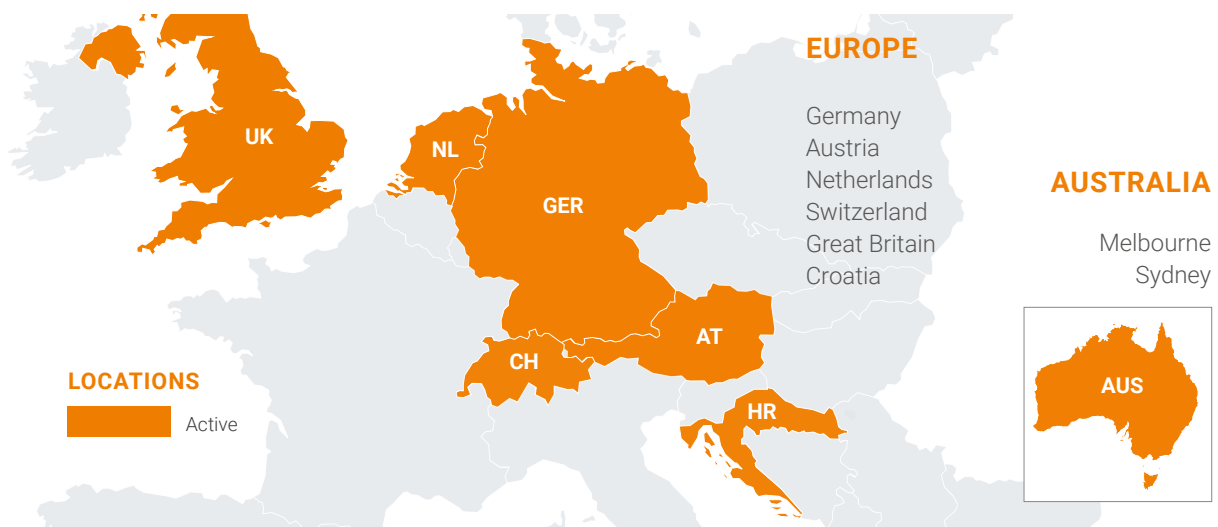 EUROPE
Germany
Austria
Netherlands
Switzerland
Great Britain
Croatia
AUSTRALIA
Melbourne
Sydney
UK
NL
GER
AT
CH
HR
AUS
LOCATIONS
Active